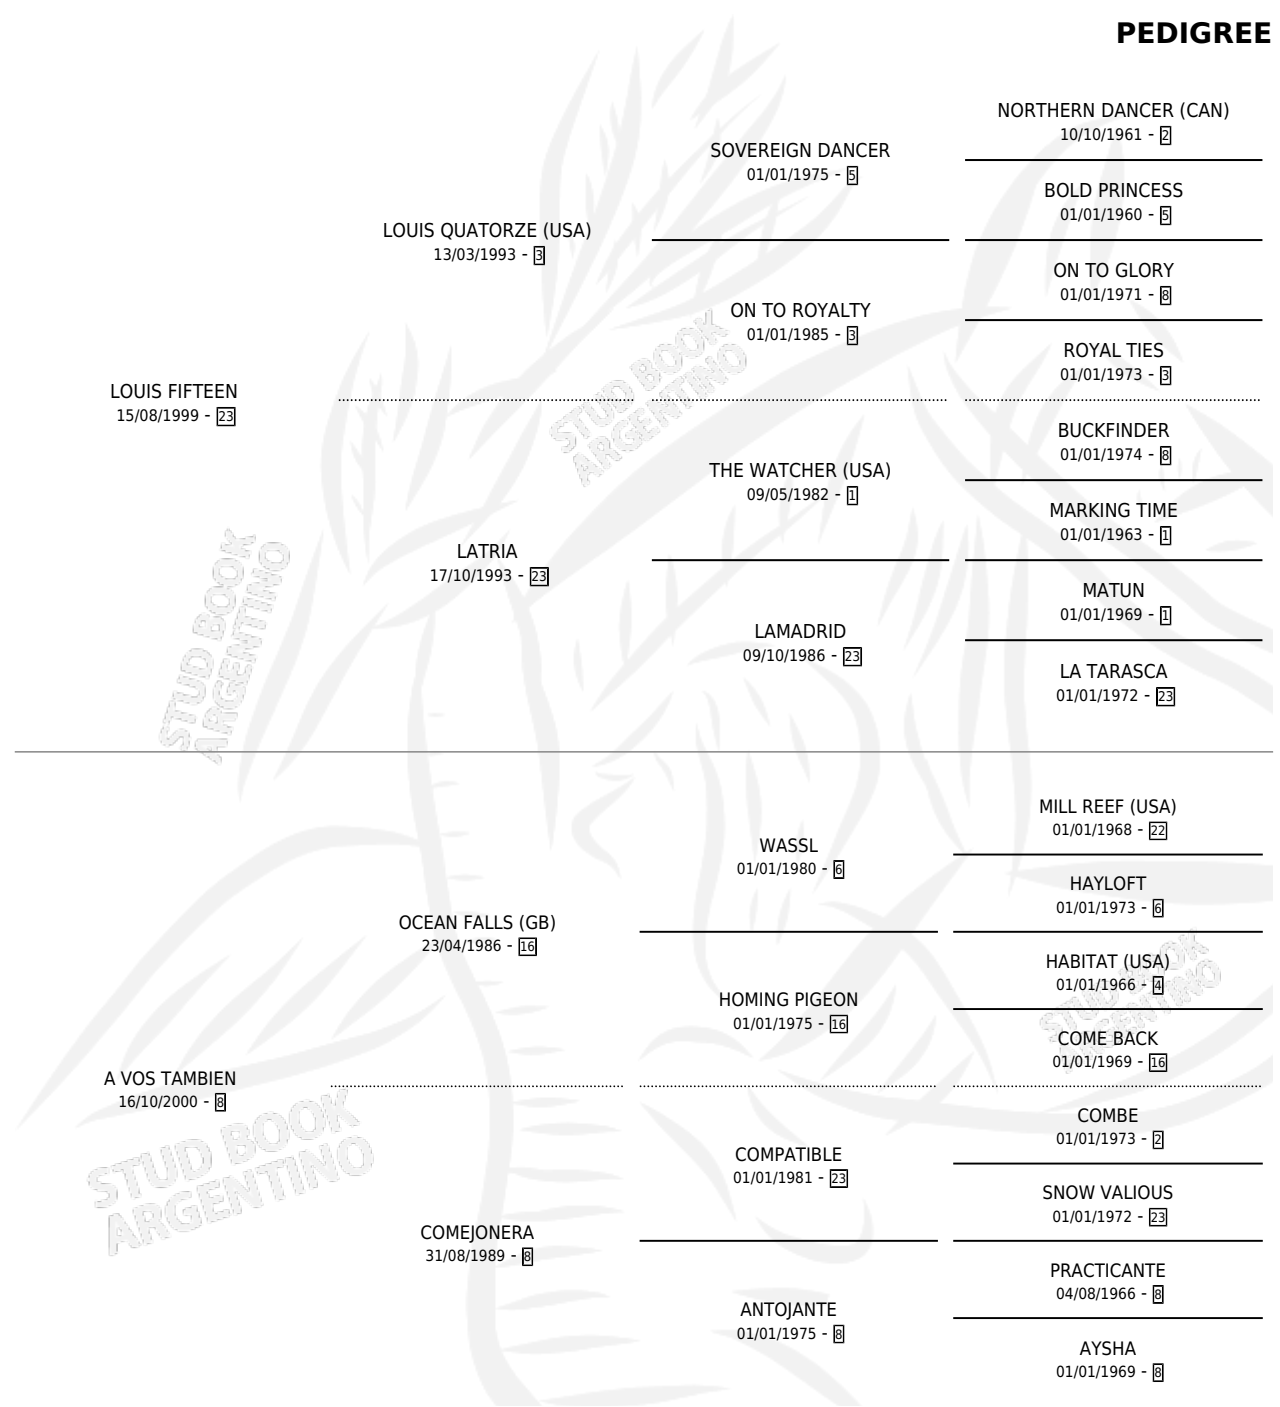 PEDIGREE
NORTHERN DANCER (CAN)
10/10/1961 - 2
SOVEREIGN DANCER
01/01/1975 - 5
BOLD PRINCESS
01/01/1960 - 5
LOUIS QUATORZE (USA)
13/03/1993 - 3
ON TO GLORY
01/01/1971 - 8
ON TO ROYALTY
01/01/1985 - 3
ROYAL TIES
01/01/1973 - 3
LOUIS FIFTEEN
15/08/1999 - 23
BUCKFINDER
01/01/1974 - 8
THE WATCHER (USA)
09/05/1982 - 1
MARKING TIME
01/01/1963 - 1
LATRIA
17/10/1993 - 23
MATUN
01/01/1969 - 1
LAMADRID
09/10/1986 - 23
LA TARASCA
01/01/1972 - 23
MILL REEF (USA)
01/01/1968 - 22
WASSL
01/01/1980 - 6
HAYLOFT
01/01/1973 - 6
OCEAN FALLS (GB)
23/04/1986 - 16
HABITAT (USA)
01/01/1966 - 4
HOMING PIGEON
01/01/1975 - 16
COME BACK
01/01/1969 - 16
A VOS TAMBIEN
16/10/2000 - 8
COMBE
01/01/1973 - 2
COMPATIBLE
01/01/1981 - 23
SNOW VALIOUS
01/01/1972 - 23
COMEJONERA
31/08/1989 - 8
PRACTICANTE
04/08/1966 - 8
ANTOJANTE
01/01/1975 - 8
AYSHA
01/01/1969 - 8
STUD BOOK
ARGENTINO
STUD BOOK
ARGENTINO
STUD BOOK
ARGENTINO
STUD BOOK
ARGENTINO